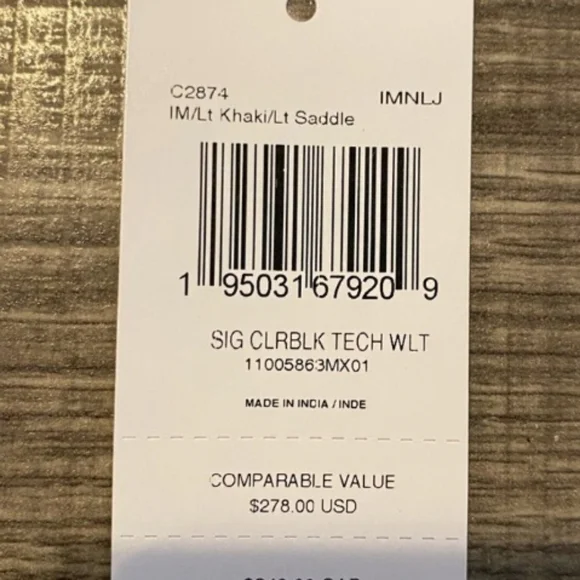 C2874 IMNLJ
IM/Lt Khaki/Lt Saddle
1 95031 67920 9
SIG CLRBLK TECH WLT
11005863MX01
MADE IN INDIA / INDE
COMPARABLE VALUE
$278.00 USD